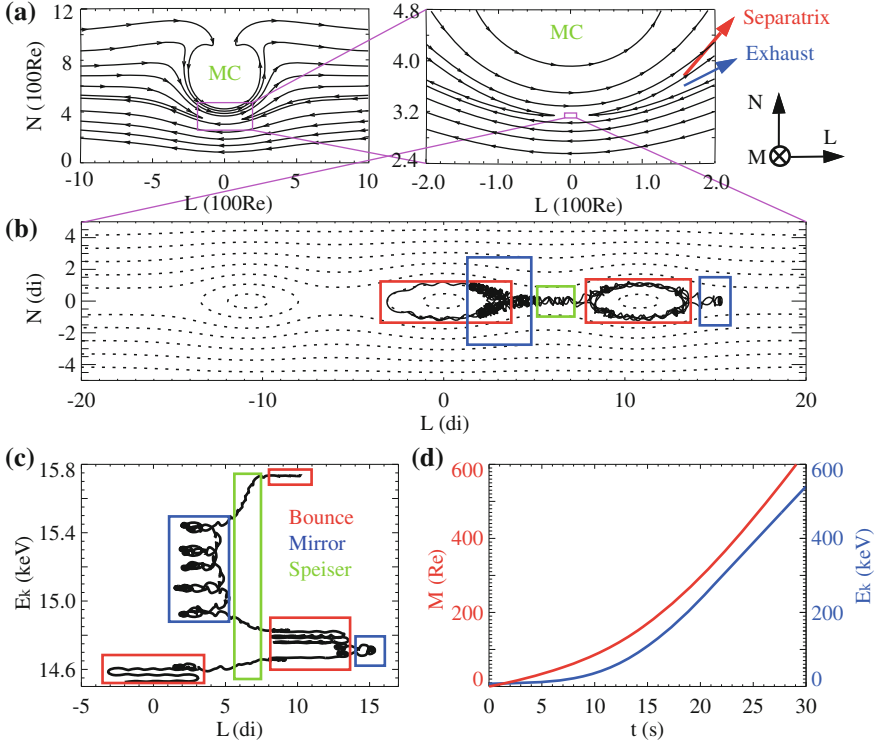 (a)
N (100Re)
12
8
4
0
MC
-10
-5
0
5
10
L (100Re)
4.8
4.0
3.2
2.4
MC
-2.0
-1.0
0
1.0
2.0
L (100Re)
Separatrix
Exhaust
N
M
L
(b)
N (di)
4
2
0
-2
-4
-20
-10
0
10
20
L (di)
(c)
Ek (keV)
15.8
15.4
15.0
14.6
Bounce
Mirror
Speiser
0
5
10
15
L (di)
(d)
M (Re)
600
400
200
0
600
400
200
0
Ek (keV)
0
5
10
15
20
25
30
t (s)